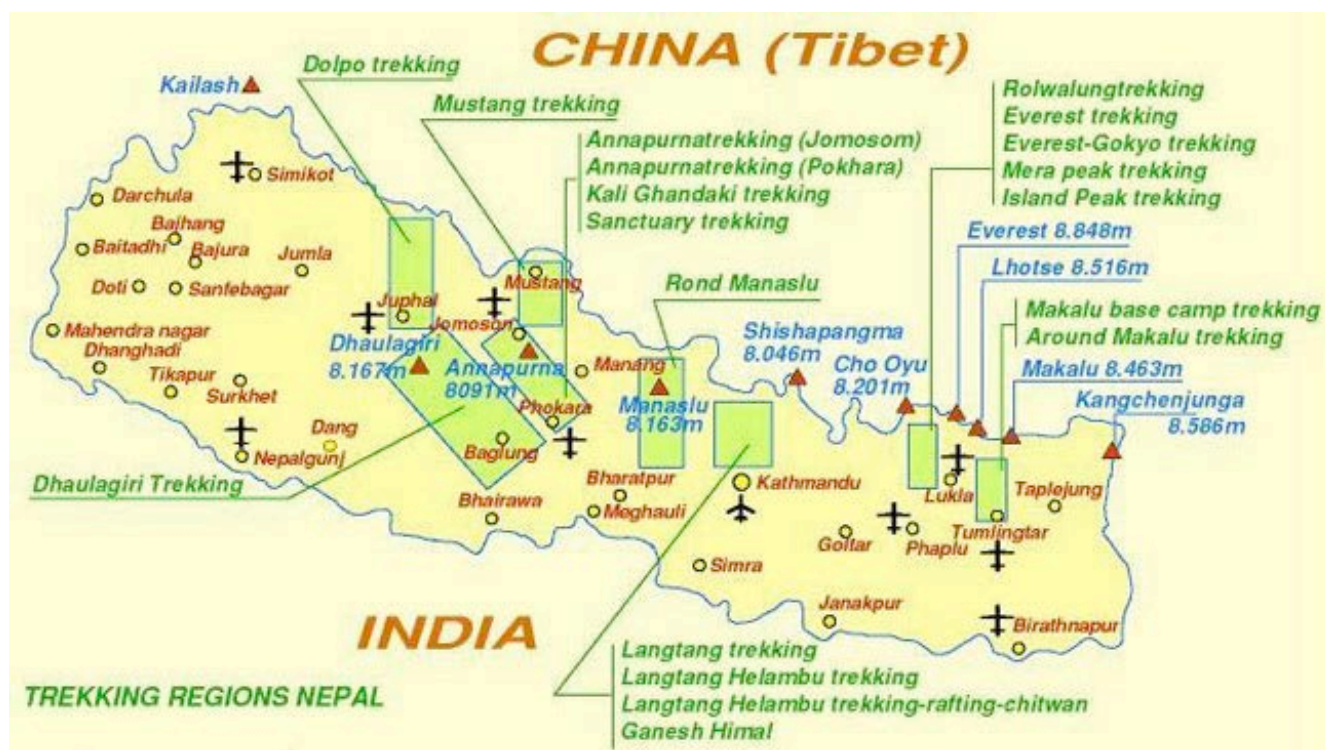 CHINA (Tibet)
Dolpo trekking
Kailash
Mustang trekking
Rolwalungtrekking
Everest trekking
Everest-Gokyo trekking
Mera peak trekking
Island Peak trekking
Annapurnatrekking (Jomosom)
Annapurnatrekking (Pokhara)
Kali Ghandaki trekking
Sanctuary trekking
Simikot
Darchula
Bajhang
Baitadhi
Bajura
Jumla
Doti
Sanfebagar
Everest 8.848m
Lhotse 8.516m
Mustang
Rond Manaslu
Juphal
Jomoson
Makalu base camp trekking
Around Makalu trekking
Mahendra nagar
Dhanghadi
Dhaulagiri
8.167m
Annapurna
8091m
Manang
Shishapangma
8.046m
Cho Oyu
8.201m
Makalu 8.463m
Tikapur
Surkhet
Phokara
Manaslu
8.163m
Kangchenjunga
8.586m
Dang
Nepalgunj
Baglung
Dhaulagiri Trekking
Bhairawa
Bharatpur
Meghauli
Kathmandu
Lukla
Taplejung
Goltar
Phaplu
Tumlingtar
Simra
Janakpur
Birathnapur
INDIA
Langtang trekking
Langtang Helambu trekking
Langtang Helambu trekking-rafting-chitwan
Ganesh Himal
TREKKING REGIONS NEPAL